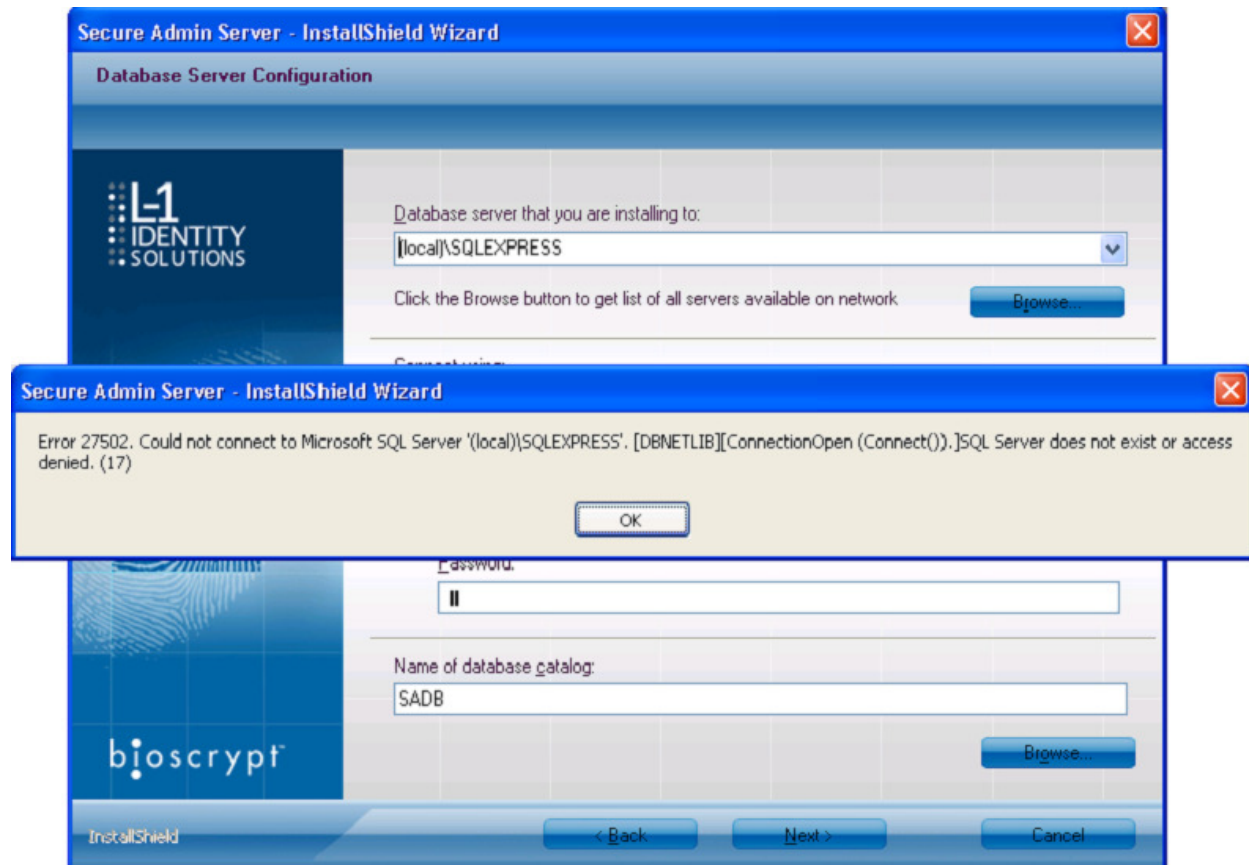 Secure Admin Server - InstallShield Wizard
Database Server Configuration
L-1
IDENTITY
SOLUTIONS
Database server that you are installing to:
(local)\SQLEXPRESS
Click the Browse button to get list of all servers available on network
Browse...
Connect using:
Secure Admin Server - InstallShield Wizard
Error 27502. Could not connect to Microsoft SQL Server '(local)\SQLEXPRESS'. [DBNETLIB][ConnectionOpen (Connect()).]SQL Server does not exist or access
denied. (17)
OK
Password:
Name of database catalog:
SADB
Browse...
bioscrypt
InstallShield
< Back
Next >
Cancel